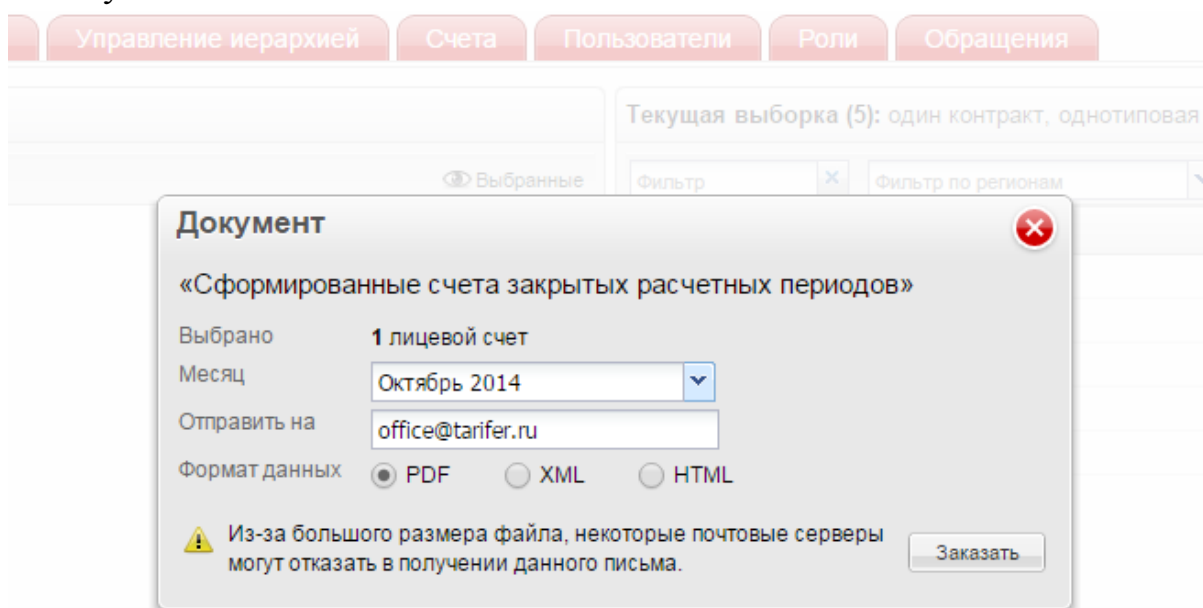 Управление иерархией Счета Пользователи Роли Обращения
Текущая выборка (5): один контракт, однотиповая
Выбранные Фильтр Фильтр по регионам
Документ
«Сформированные счета закрытых расчетных периодов»
Выбрано 1 лицевой счет
Месяц Октябрь 2014
Отправить на office@tarifer.ru
Формат данных PDF XML HTML
Из-за большого размера файла, некоторые почтовые серверы
могут отказать в получении данного письма.
Заказать